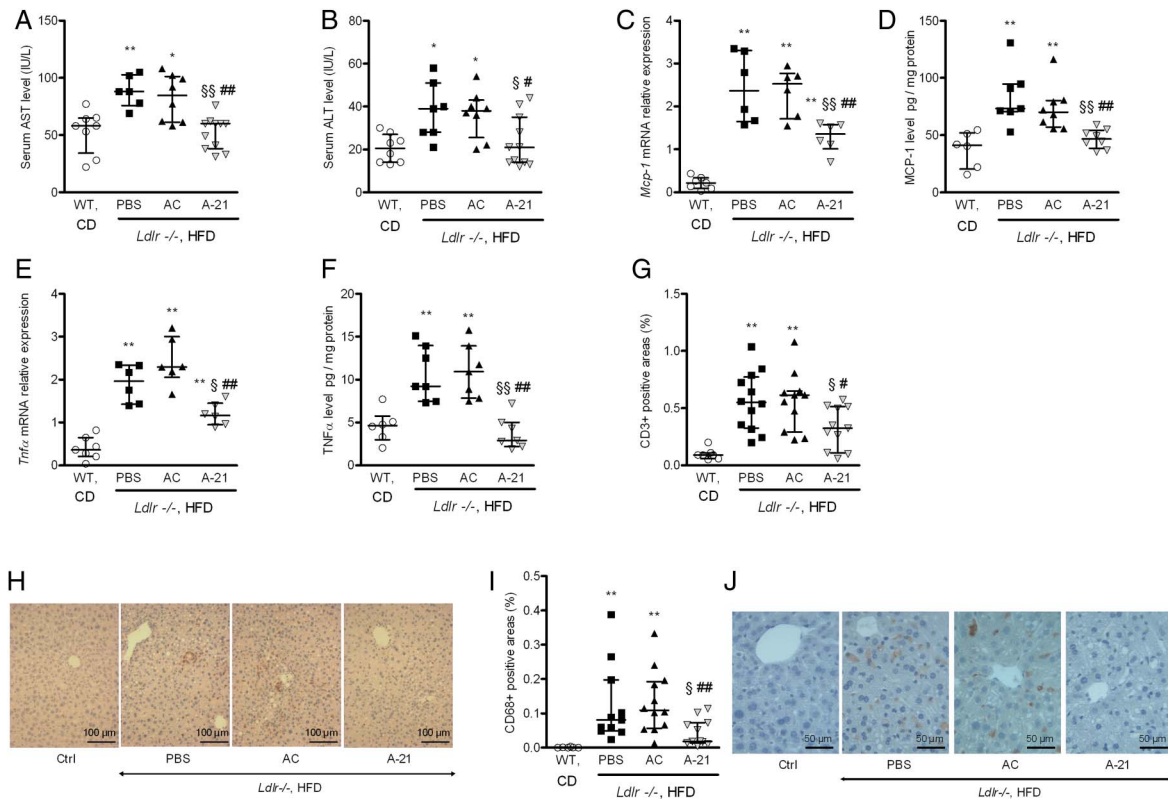 A
Serum AST level (IU/L)
150
100
50
0
** * §§ ##
WT, PBS AC A-21
CD
Ldlr -/-, HFD
B
Serum ALT level (IU/L)
80
60
40
20
0
* * § #
WT, PBS AC A-21
CD
Ldlr -/-, HFD
C
Mcp-1 mRNA relative expression
4
3
2
1
0
** ** ** §§ ##
WT, PBS AC A-21
CD
Ldlr -/-, HFD
D
MCP-1 level pg / mg protein
150
100
50
0
** ** §§ ##
WT, PBS AC A-21
CD
Ldlr -/-, HFD
E
Tnfα mRNA relative expression
4
3
2
1
0
** ** ** § ##
WT, PBS AC A-21
CD
Ldlr -/-, HFD
F
TNFα level pg / mg protein
20
15
10
5
0
** ** §§ ##
WT, PBS AC A-21
CD
Ldlr -/-, HFD
G
CD3+ positive areas (%)
1.5
1.0
0.5
0.0
** ** § #
WT, PBS AC A-21
CD
Ldlr -/-, HFD
H
100 µm 100 µm 100 µm 100 µm
Ctrl PBS AC A-21
Ldlr-/-, HFD
I
CD68+ positive areas (%)
0.5
0.4
0.3
0.2
0.1
0.0
** ** § ##
WT, PBS AC A-21
CD
Ldlr -/-, HFD
J
50 µm 50 µm 50 µm 50 µm
Ctrl PBS AC A-21
Ldlr-/-, HFD